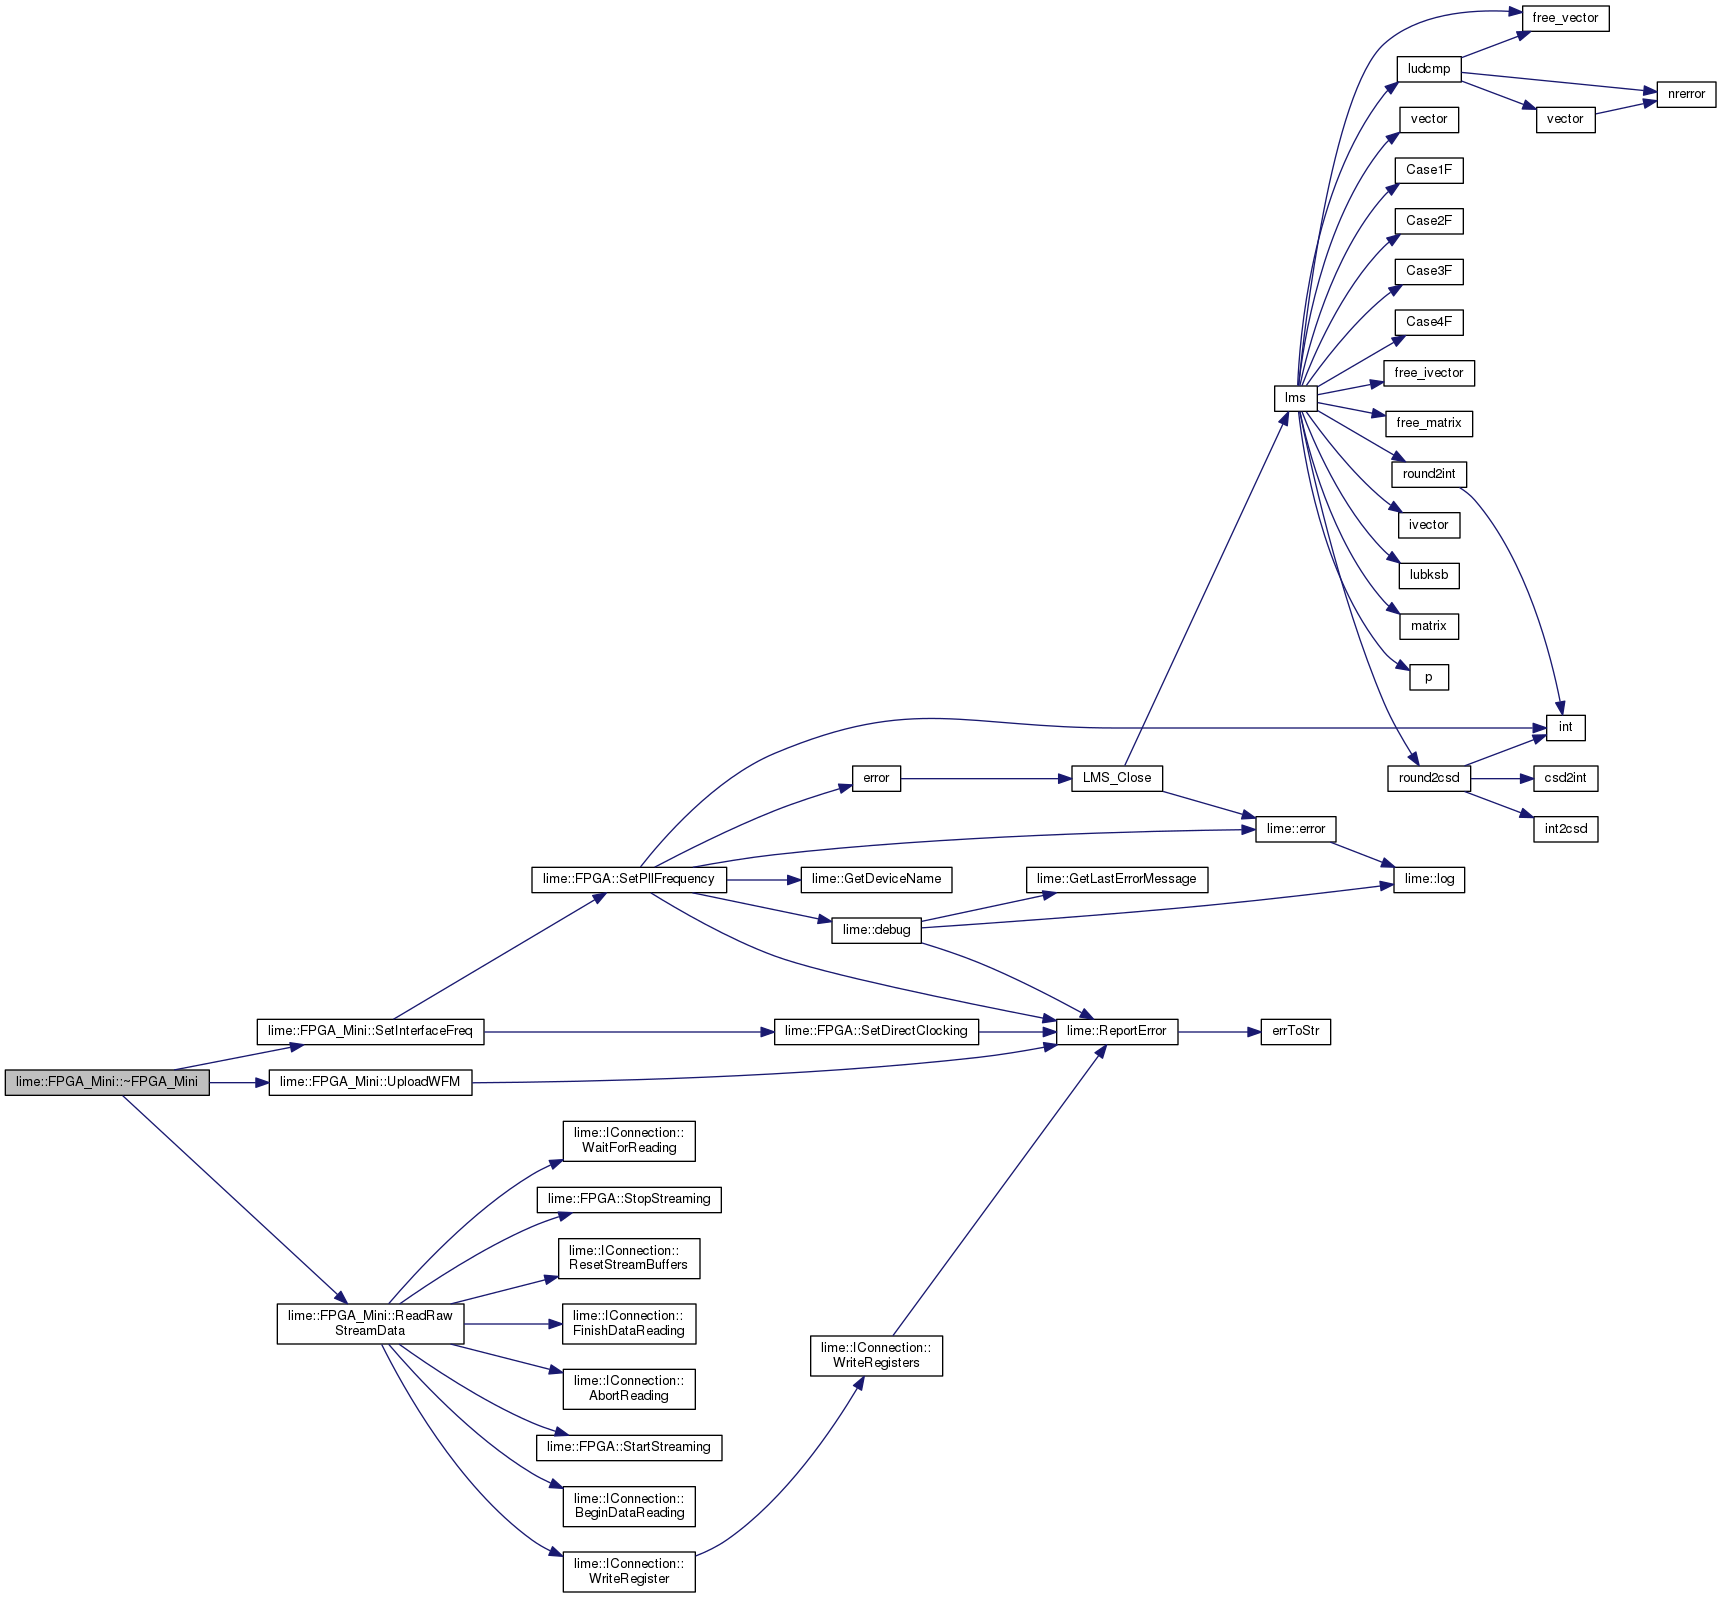 free_vector
ludcmp
nrerror
vector
vector
Case1F
Case2F
Case3F
Case4F
free_ivector
lms
free_matrix
round2int
ivector
lubksb
matrix
p
int
error
LMS_Close
round2csd
csd2int
lime::error
int2csd
lime::FPGA::SetPllFrequency
lime::GetDeviceName
lime::GetLastErrorMessage
lime::log
lime::debug
lime::FPGA_Mini::SetInterfaceFreq
lime::FPGA::SetDirectClocking
lime::ReportError
errToStr
lime::FPGA_Mini::~FPGA_Mini
lime::FPGA_Mini::UploadWFM
lime::IConnection::
WaitForReading
lime::FPGA::StopStreaming
lime::IConnection::
ResetStreamBuffers
lime::FPGA_Mini::ReadRaw
StreamData
lime::IConnection::
FinishDataReading
lime::IConnection::
WriteRegisters
lime::IConnection::
AbortReading
lime::FPGA::StartStreaming
lime::IConnection::
BeginDataReading
lime::IConnection::
WriteRegister